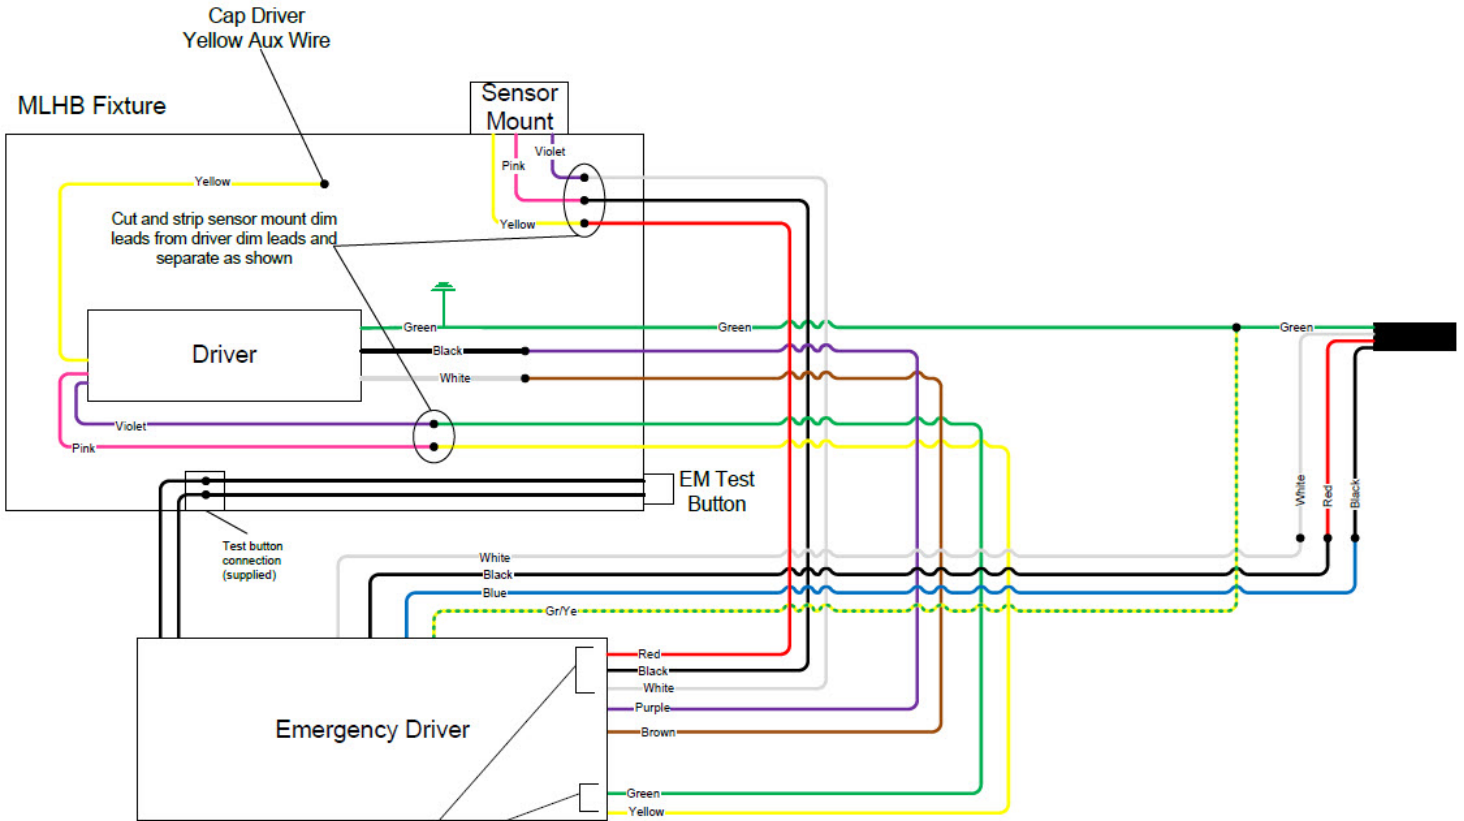 Cap Driver
Yellow Aux Wire
MLHB Fixture
Sensor
Mount
Violet
Pink
Yellow
Yellow
Cut and strip sensor mount dim
leads from driver dim leads and
separate as shown
Driver
Green
Green
Green
Black
White
Violet
Pink
EM Test
Button
White
Red
Black
Test button
connection
(supplied)
White
Black
Blue
Gr/Ye
Emergency Driver
Red
Black
White
Purple
Brown
Green
Yellow